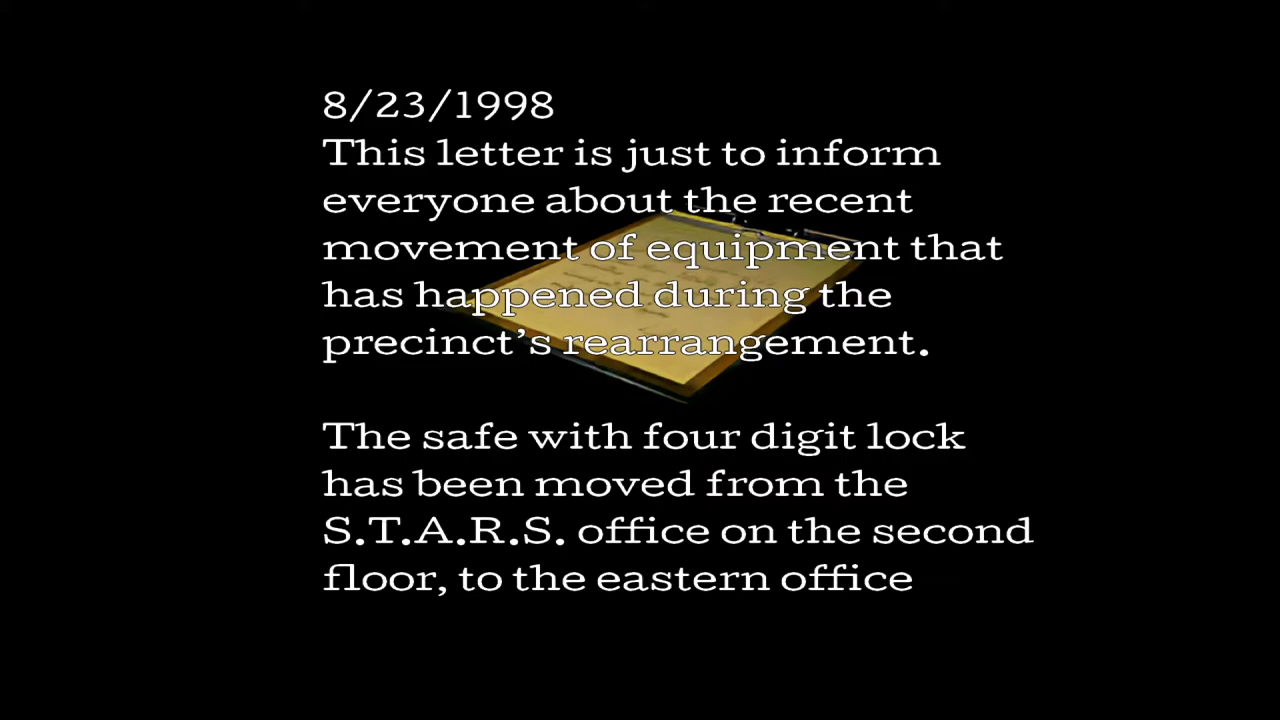 8/23/1998
This letter is just to inform
everyone about the recent
movement of equipment that
has happened during the
precinct’s rearrangement.
The safe with four digit lock
has been moved from the
S.T.A.R.S. office on the second
floor, to the eastern office